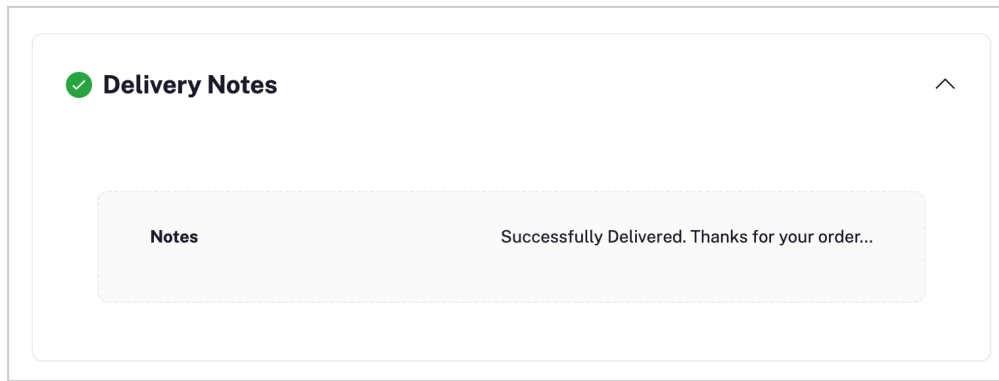 Delivery Notes
Notes Successfully Delivered. Thanks for your order...